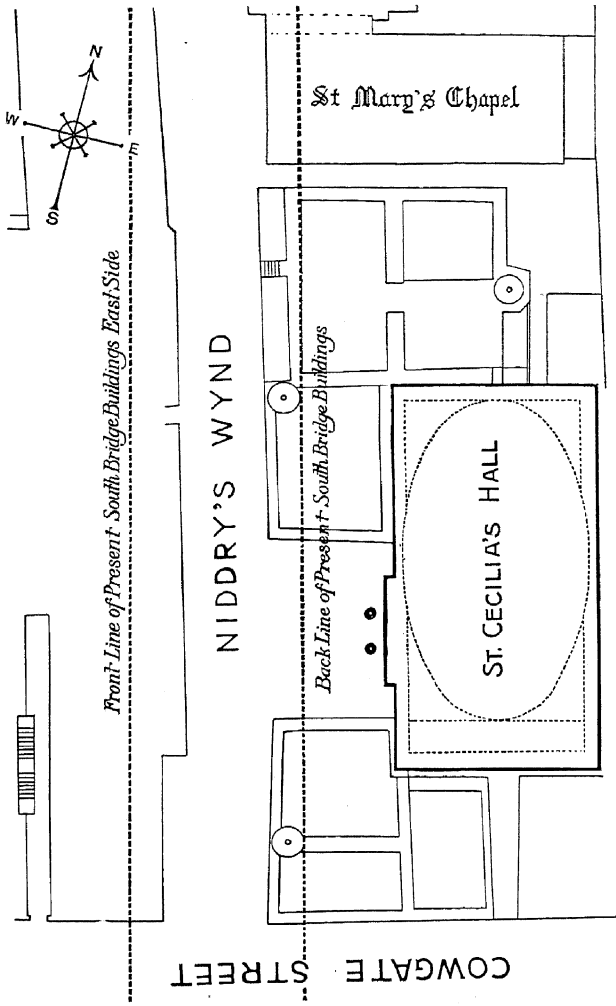 N
W
E
S
St Mary's Chapel
Front Line of Present South Bridge Buildings East Side
NIDDRY'S WYND
Back Line of Present South Bridge Buildings
ST. CECILIA'S HALL
COWGATE STREET